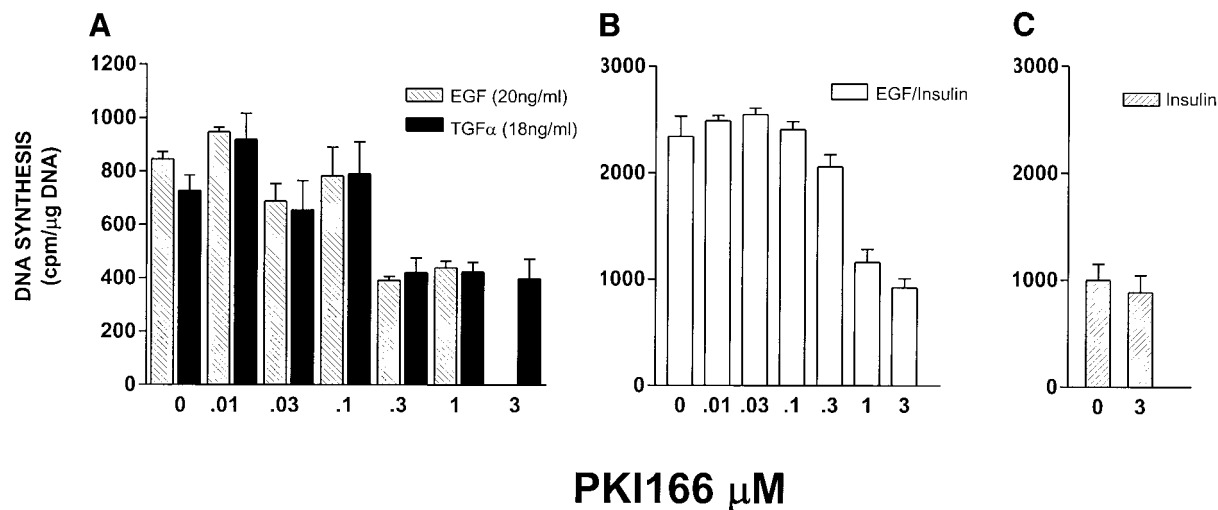 A
B
C
1200
1000
800
600
400
200
0
DNA SYNTHESIS
(cpm/µg DNA)
EGF (20ng/ml)
TGFα (18ng/ml)
0 .01 .03 .1 .3 1 3
3000
2000
1000
0
EGF/Insulin
0 .01 .03 .1 .3 1 3
3000
2000
1000
0
Insulin
0 3
PKI166 µM